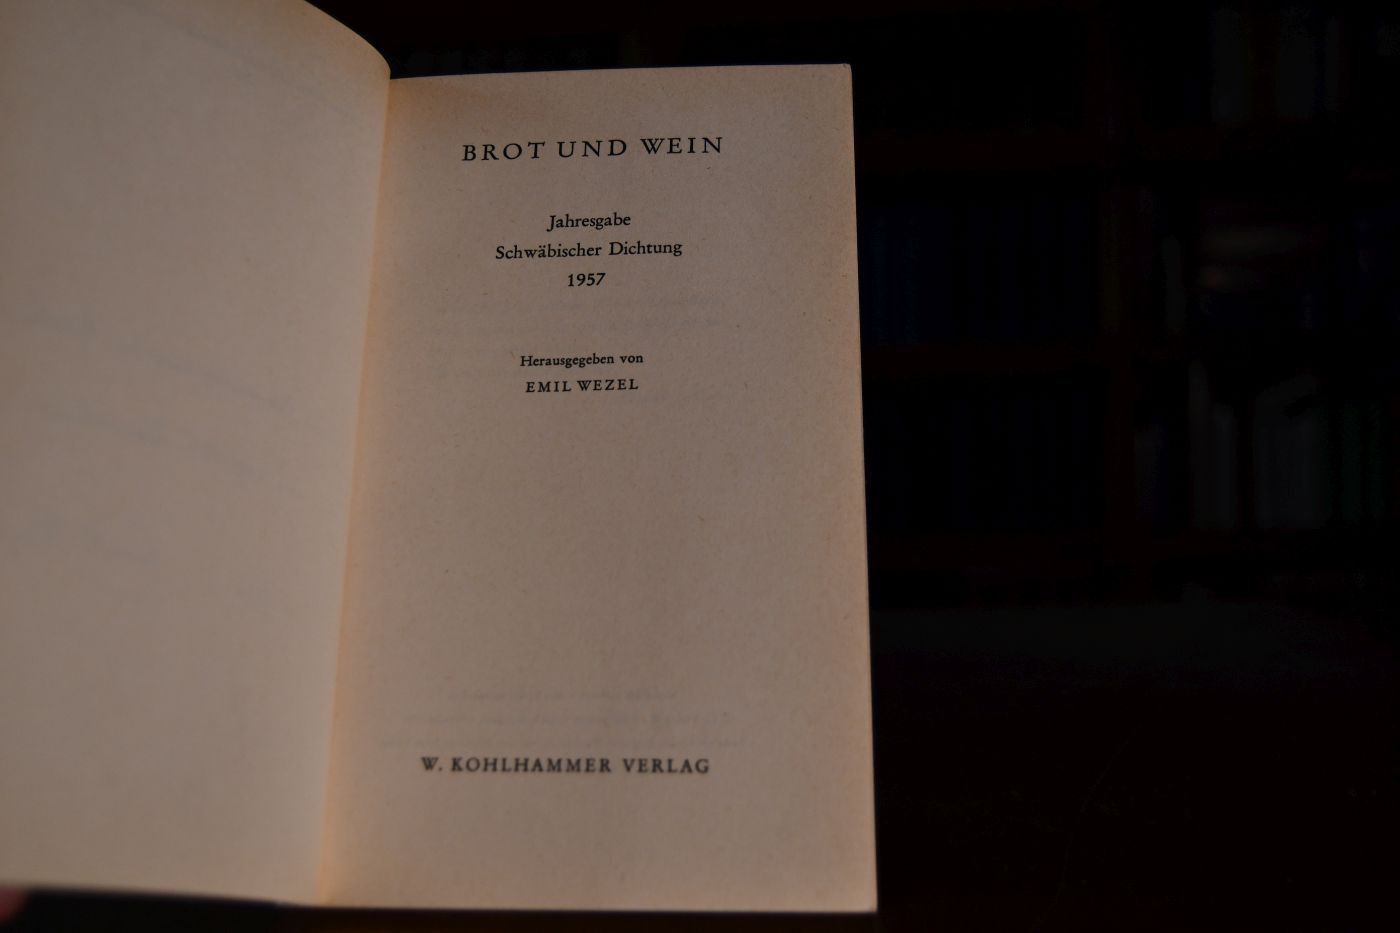 BROT UND WEIN
Jahresgabe
Schwäbischer Dichtung
1957
Herausgegeben von
EMIL WEZEL
W. KOHLHAMMER VERLAG